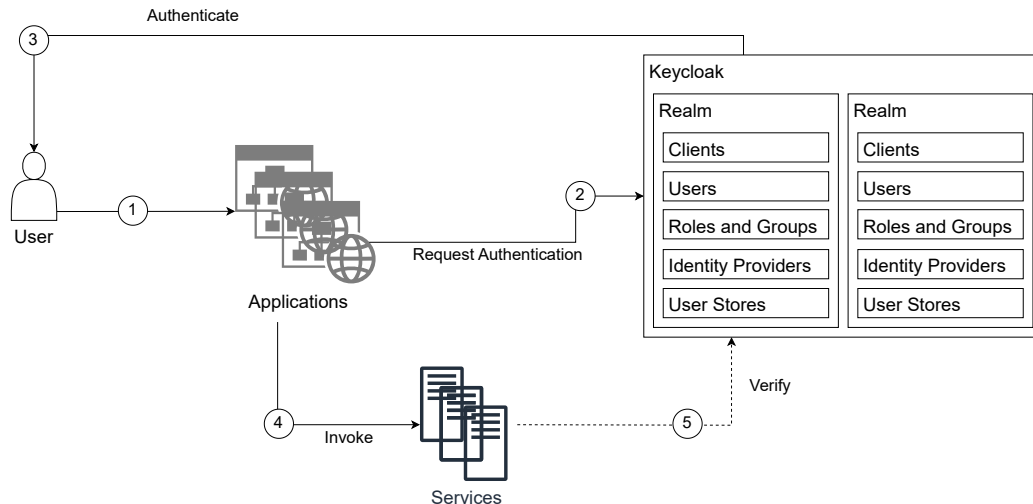 Authenticate
3
Keycloak
Realm
Clients
Users
Roles and Groups
Identity Providers
User Stores
Realm
Clients
Users
Roles and Groups
Identity Providers
User Stores
User
1
2
Request Authentication
Applications
4
Invoke
Services
5
Verify